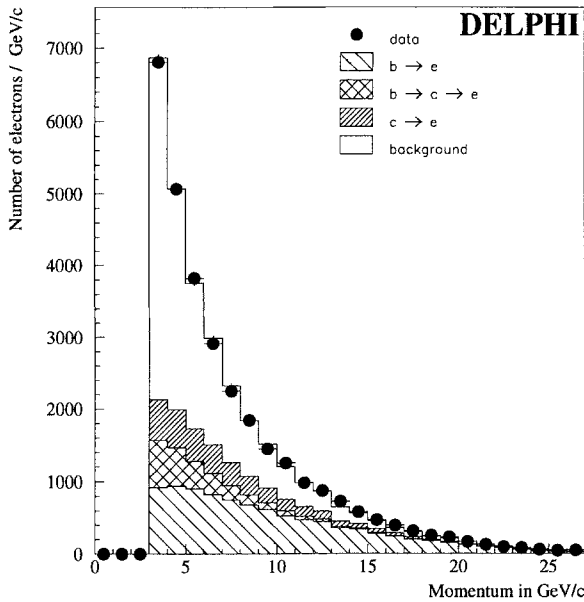 DELPHI
data
b → e
b → c → e
c → e
background
Number of electrons / GeV/c
7000
6000
5000
4000
3000
2000
1000
0
0 5 10 15 20 25
Momentum in GeV/c